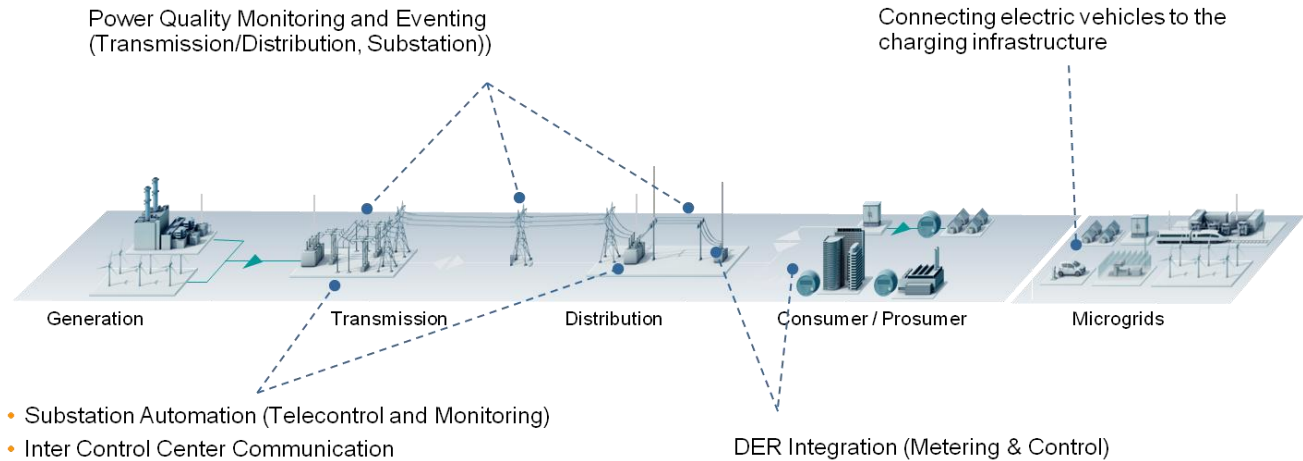 Power Quality Monitoring and Eventing
(Transmission/Distribution, Substation))
Connecting electric vehicles to the
charging infrastructure
Generation
Transmission
Distribution
Consumer / Prosumer
Microgrids
• Substation Automation (Telecontrol and Monitoring)
• Inter Control Center Communication
DER Integration (Metering & Control)